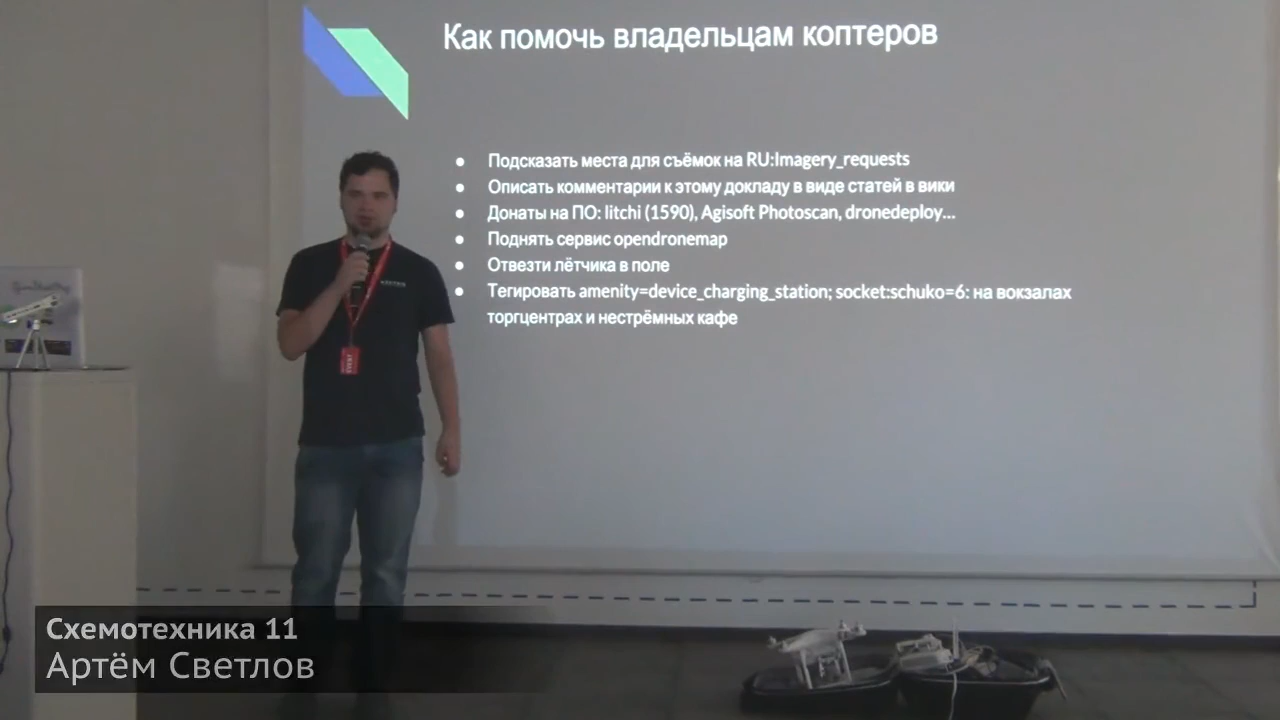 Как помочь владельцам коптеров
● Подсказать места для съёмок на RU:Imagery_requests
● Описать комментарии к этому докладу в виде статей в вики
● Донаты на ПО: litchi (1590), Agisoft Photoscan, dronedeploy...
● Поднять сервис opendronemap
● Отвезти лётчика в поле
● Тегировать amenity=device_charging_station; socket:schuko=6: на вокзалах
торгцентрах и нестрёмных кафе
Схемотехника 11
Артём Светлов